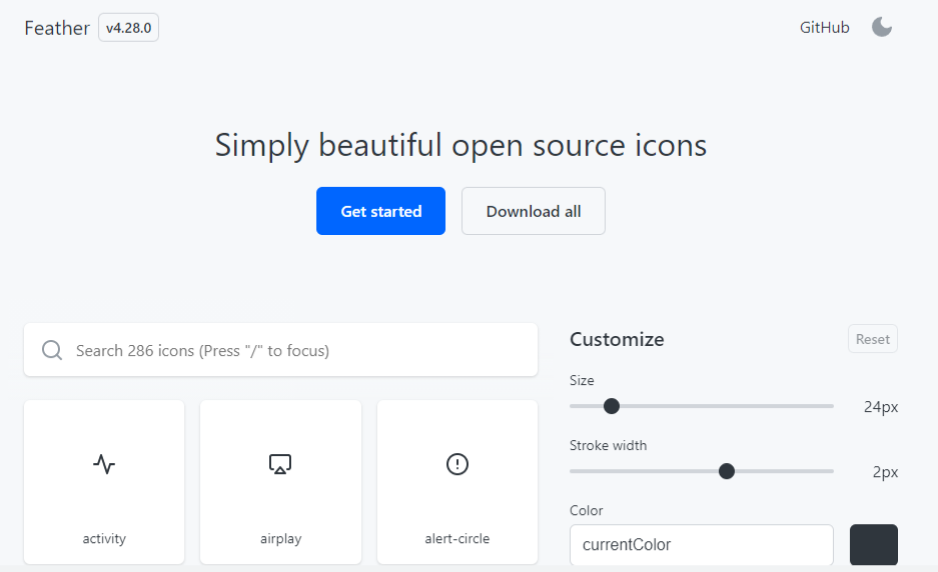 Feather v4.28.0 GitHub
Simply beautiful open source icons
Get started Download all
Search 286 icons (Press "/" to focus)
activity airplay alert-circle
Customize Reset
Size
24px
Stroke width
2px
Color
currentColor